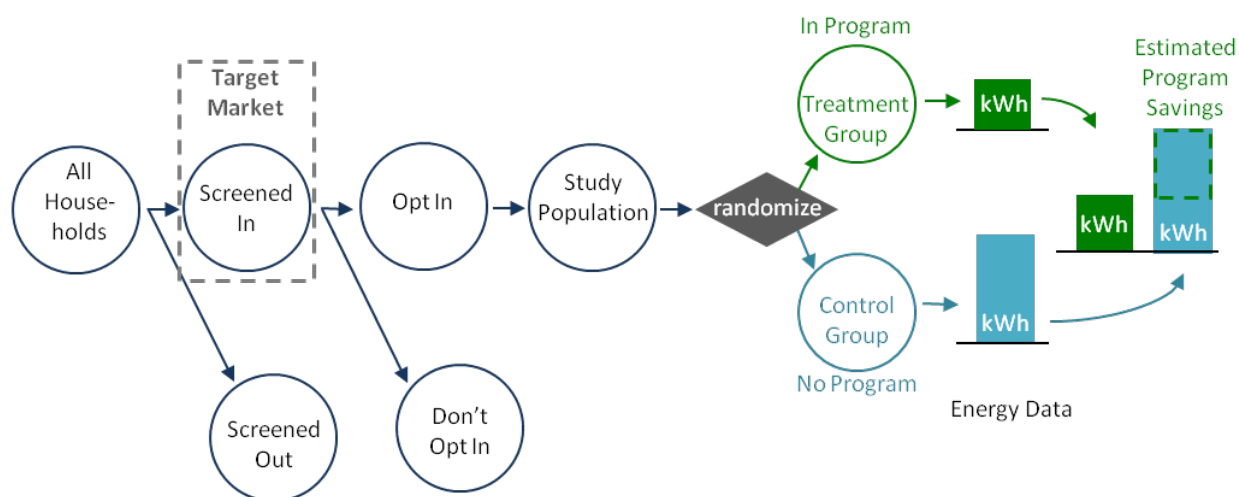 All
House-
holds
Target
Market
Screened
In
Screened
Out
Opt In
Don't
Opt In
Study
Population
randomize
In Program
Treatment
Group
kWh
Control
Group
No Program
kWh
Energy Data
Estimated
Program
Savings
kWh